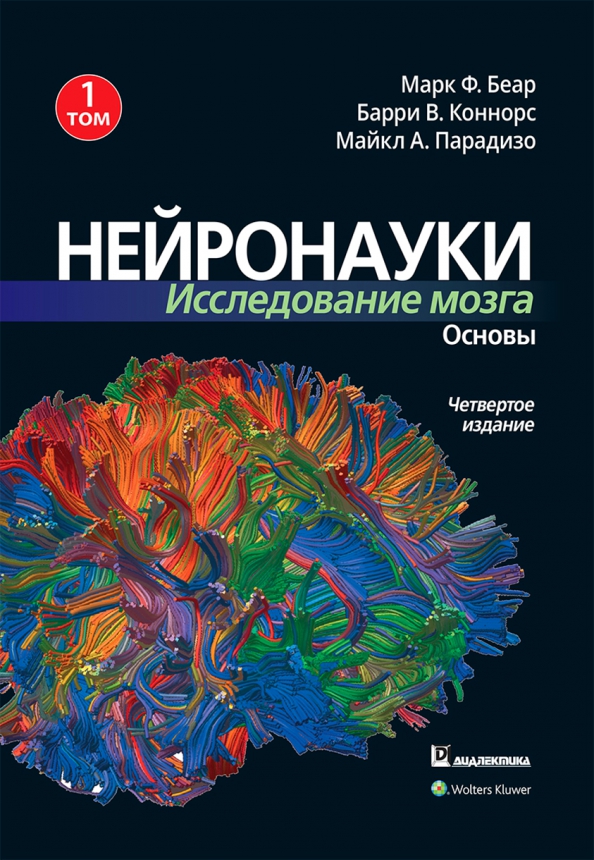 1
ТОМ
Марк Ф. Беар
Барри В. Коннорс
Майкл А. Парадизо
НЕЙРОНАУКИ
Исследование мозга
Основы
Четвертое
издание
ДИАЛЕКТИКА
Wolters Kluwer